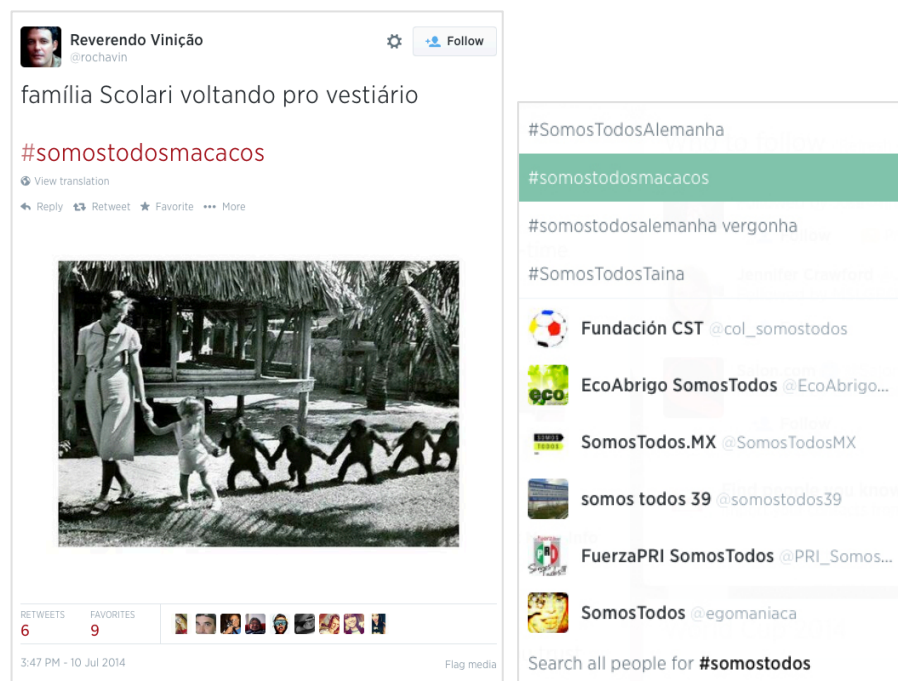 Reverendo Vinição
@rochavin
Follow
família Scolari voltando pro vestiário
#somostodosmacacos
View translation
Reply Retweet Favorite More
RETWEETS FAVORITES
6 9
3:47 PM - 10 Jul 2014 Flag media
#SomosTodosAlemanha
#somostodosmacacos
#somostodosalemanha vergonha
#SomosTodosTaina
Fundación CST @col_somostodos
EcoAbrigo SomosTodos @EcoAbrigo...
SomosTodos.MX @SomosTodosMX
somos todos 39 @somostodos39
FuerzaPRI SomosTodos @PRI_Somos...
SomosTodos @egomaniaca
Search all people for #somostodos